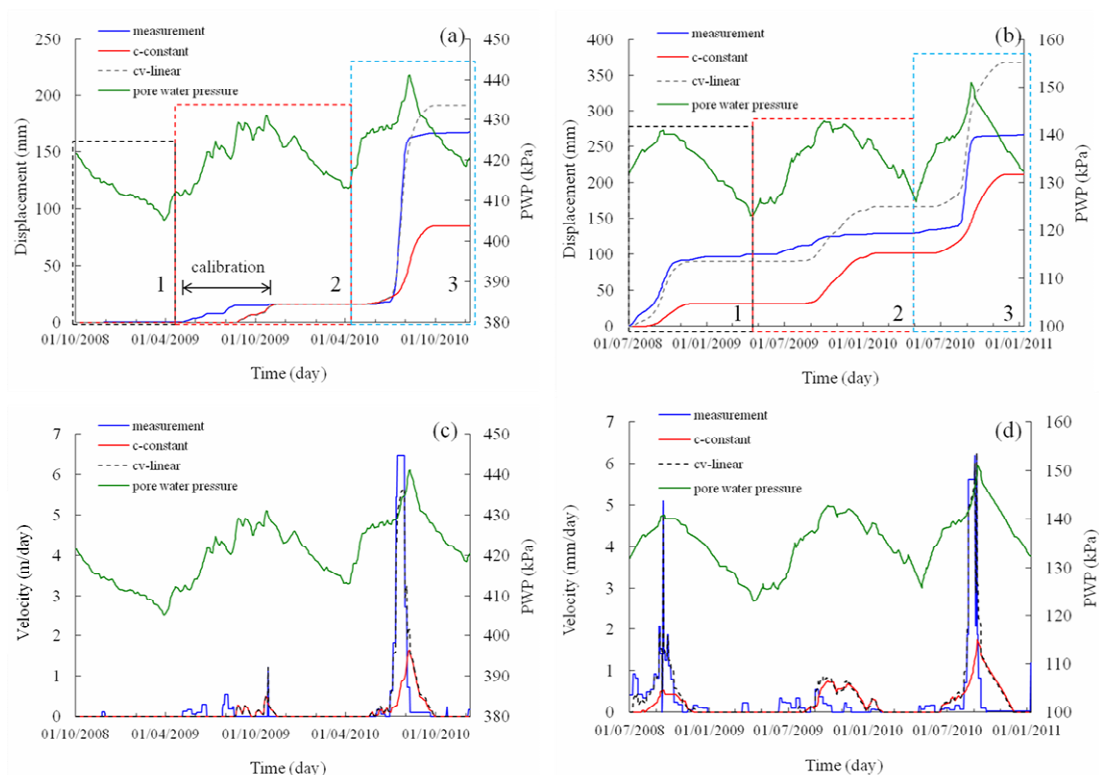 (a)
measurement
c-constant
cv-linear
pore water pressure
250
200
150
100
50
0
Displacement (mm)
450
440
430
420
410
400
390
380
PWP (kPa)
calibration
1
2
3
01/10/2008 01/04/2009 01/10/2009 01/04/2010 01/10/2010
Time (day)
(b)
measurement
c-constant
cv-linear
pore water pressure
400
350
300
250
200
150
100
50
0
Displacement (mm)
160
150
140
130
120
110
100
PWP (kPa)
1
2
3
01/07/2008 01/01/2009 01/07/2009 01/01/2010 01/07/2010 01/01/2011
Time (day)
(c)
measurement
c-constant
cv-linear
pore water pressure
7
6
5
4
3
2
1
0
Velocity (m/day)
450
440
430
420
410
400
390
380
PWP (kPa)
01/10/2008 01/04/2009 01/10/2009 01/04/2010 01/10/2010
Time (day)
(d)
measurement
c-constant
cv-linear
pore water pressure
7
6
5
4
3
2
1
0
Velocity (mm/day)
160
150
140
130
120
110
100
PWP (kPa)
01/07/2008 01/01/2009 01/07/2009 01/01/2010 01/07/2010 01/01/2011
Time (day)